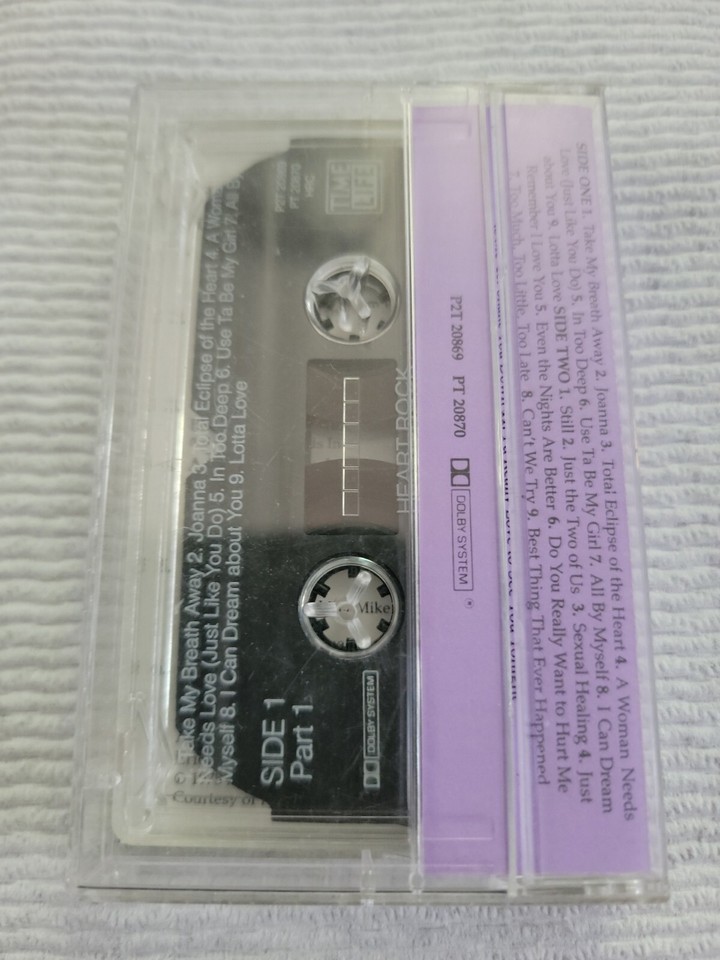 SIDE ONE 1. Take My Breath Away 2. Joanna 3. Total Eclipse of the Heart 4. A Woman Needs
Love (Just Like You Do) 5. In Too Deep 6. Use Ta Be My Girl 7. All By Myself 8. I Can Dream
about You 9. Lotta Love SIDE TWO 1. Still 2. Just the Two of Us 3. Sexual Healing 4. Just
Remember I Love You 5. Even the Nights Are Better 6. Do You Really Want to Hurt Me
7. Too Much, Too Little, Too Late 8. Can't We Try 9. Best Thing That Ever Happened
P2T 20869 PT 20870 DOLBY SYSTEM ®
HEART ROCK
TIME
LIFE
P2T 20869
PT 20870
HRC
SIDE 1
Part 1
DOLBY SYSTEM
Mike
Take My Breath Away 2. Joanna 3. Total Eclipse of the Heart 4. A Wom
Needs Love (Just Like You Do) 5. In Too Deep 6. Use Ta Be My Girl 7. All B
Myself 8. I Can Dream about You 9. Lotta Love
Courtesy of